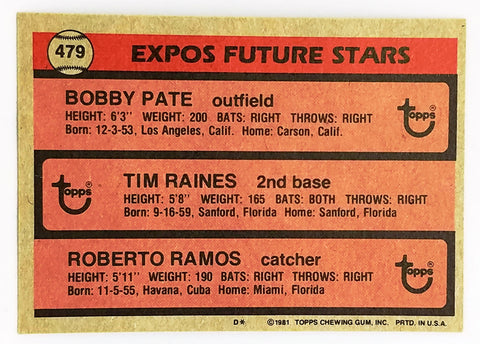 479 EXPOS FUTURE STARS
BOBBY PATE outfield
HEIGHT: 6'3" WEIGHT: 200 BATS: RIGHT THROWS: RIGHT
Born: 12-3-53, Los Angeles, Calif. Home: Carson, Calif.
topps®
TIM RAINES 2nd base
HEIGHT: 5'8" WEIGHT: 165 BATS: BOTH THROWS: RIGHT
Born: 9-16-59, Sanford, Florida Home: Sanford, Florida
topps®
ROBERTO RAMOS catcher
HEIGHT: 5'11" WEIGHT: 190 BATS: RIGHT THROWS: RIGHT
Born: 11-5-55, Havana, Cuba Home: Miami, Florida
topps®
D* ©1981 TOPPS CHEWING GUM, INC. PRTD. IN U.S.A.